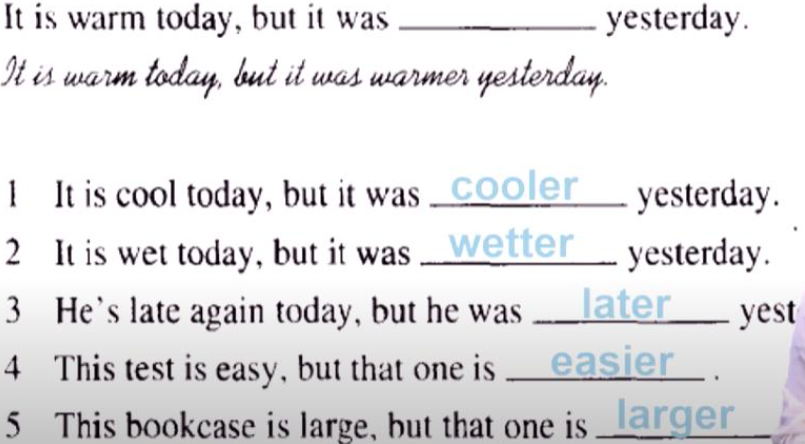 It is warm today, but it was ____________ yesterday.
It is warm today, but it was warmer yesterday.
1 It is cool today, but it was cooler yesterday.
2 It is wet today, but it was wetter yesterday.
3 He's late again today, but he was later yest
4 This test is easy, but that one is easier .
5 This bookcase is large, but that one is larger